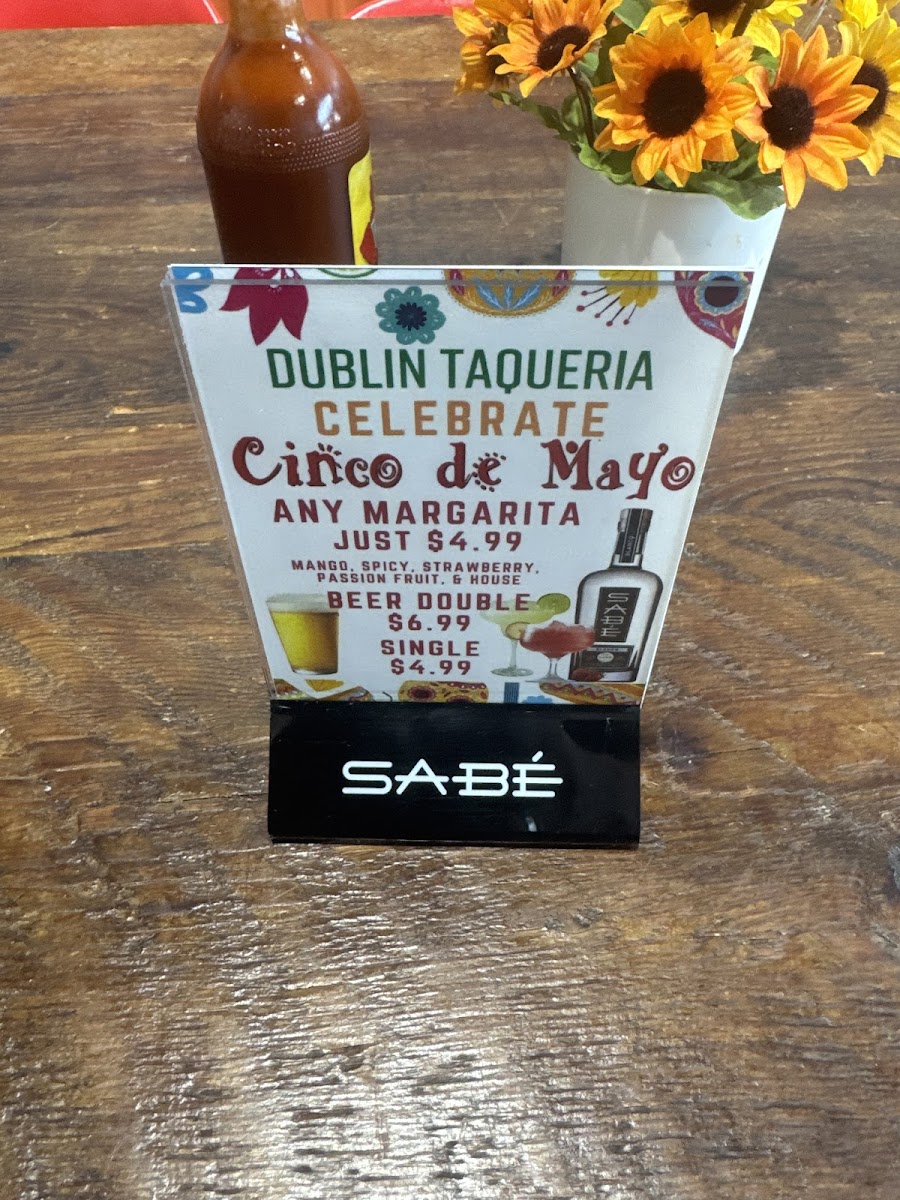 DUBLIN TAQUERIA
CELEBRATE
Cinco de Mayo
ANY MARGARITA
JUST $4.99
MANGO, SPICY, STRAWBERRY,
PASSION FRUIT, & HOUSE
BEER DOUBLE
$6.99
SINGLE
$4.99
SABÉ
SABÉ